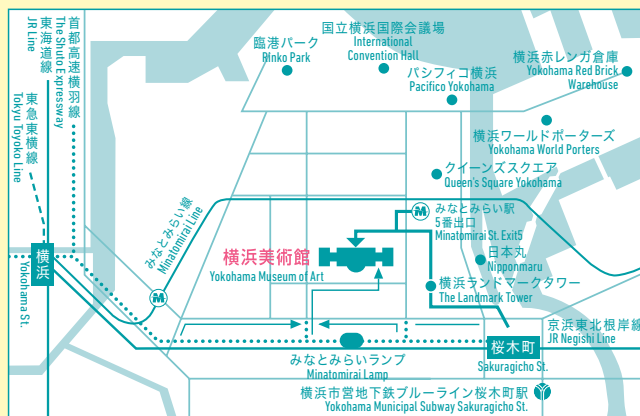 首都高速横羽線
The Shuto Expressway
東海道線
JR Line
東急東横線
Tokyu Toyoko Line
臨港パーク
Rinko Park
国立横浜国際会議場
International
Convention Hall
パシフィコ横浜
Pacifico Yokohama
横浜赤レンガ倉庫
Yokohama Red Brick
Warehouse
横浜ワールドポーターズ
Yokohama World Porters
クイーンズスクエア
Queen's Square Yokohama
みなとみらい線
Minatomirai Line
みなとみらい駅
5番出口
Minatomirai St. Exit5
横浜美術館
Yokohama Museum of Art
日本丸
Nipponmaru
横浜ランドマークタワー
The Landmark Tower
横浜
Yokohama St.
京浜東北根岸線
JR Negishi Line
桜木町
Sakuragicho St.
みなとみらいランプ
Minatomirai Lamp
横浜市営地下鉄ブルーライン桜木町駅
Yokohama Municipal Subway Sakuragicho St.